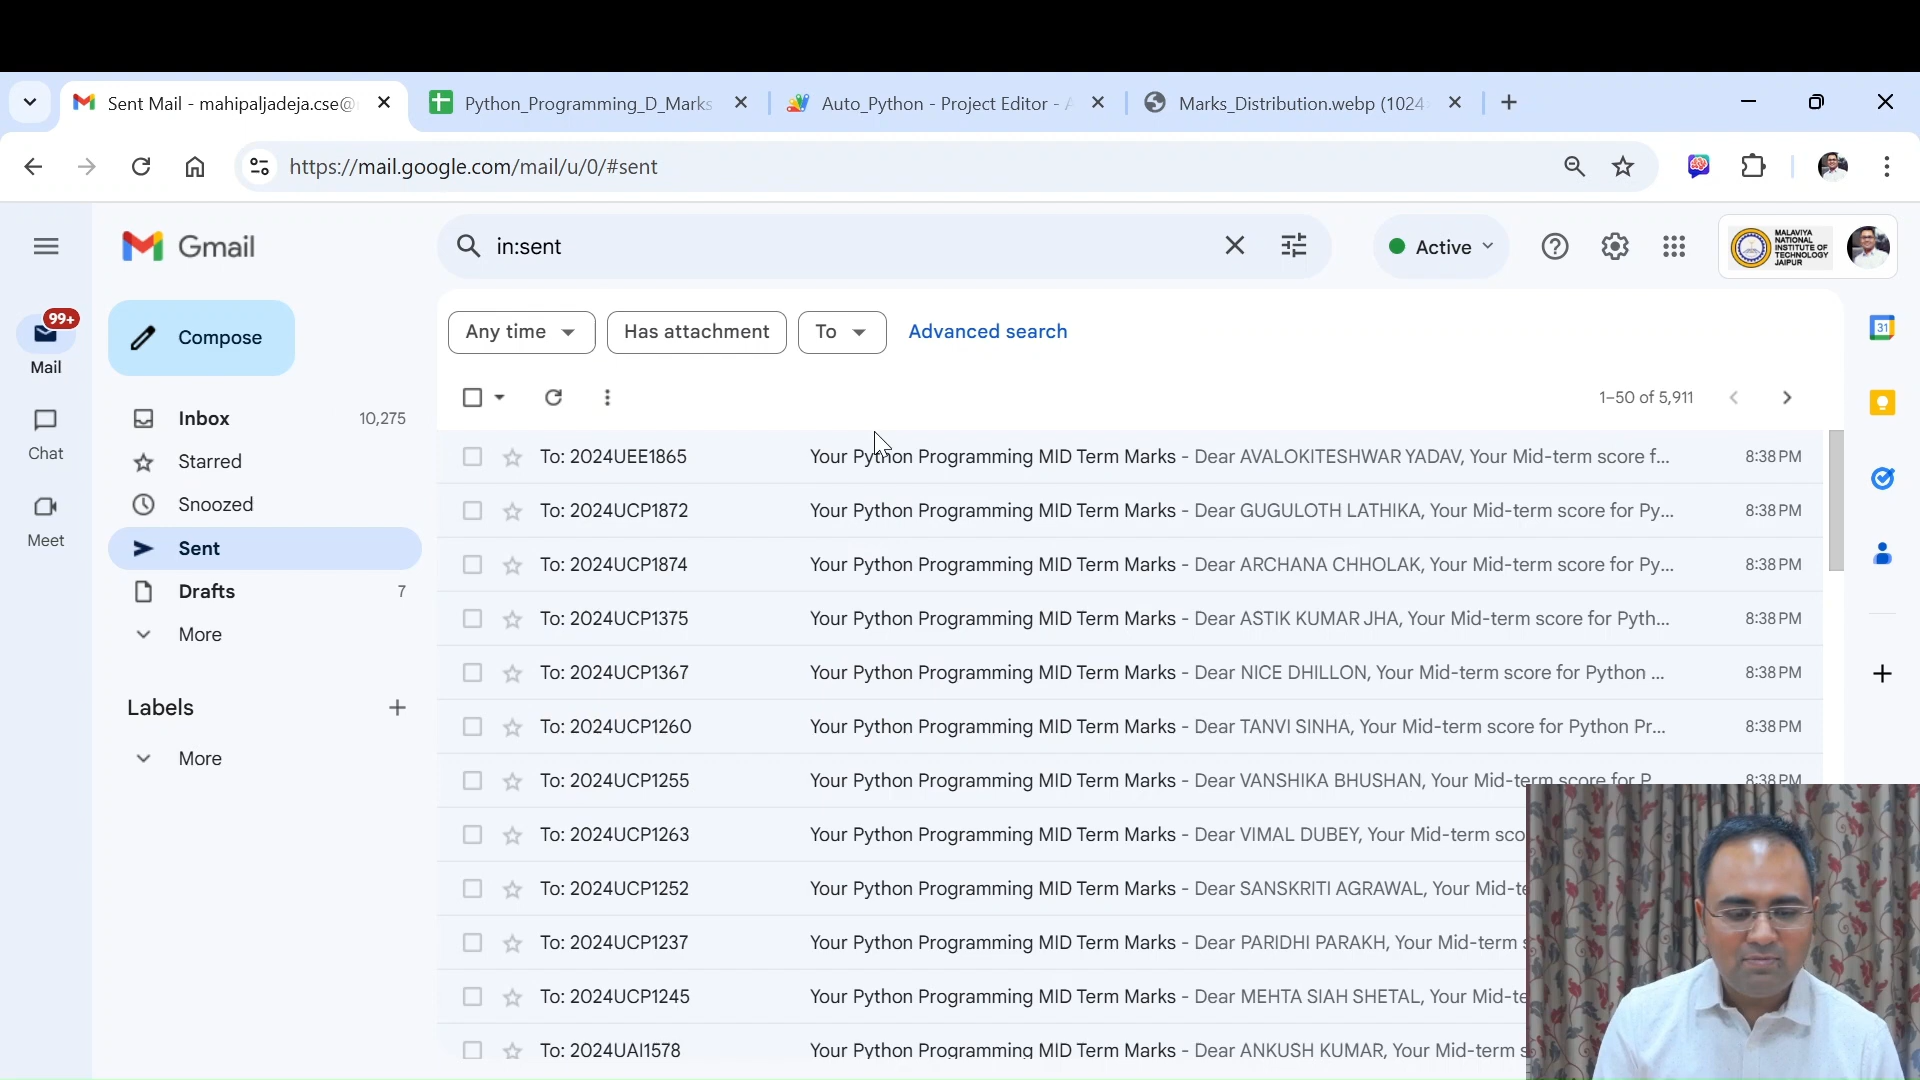 Sent Mail - mahipaljadeja.cse@
Python_Programming_D_Marks
Auto_Python - Project Editor - A
Marks_Distribution.webp (1024
https://mail.google.com/mail/u/0/#sent
Gmail
in:sent
Active
MALAVIYA
NATIONAL
INSTITUTE OF
TECHNOLOGY
JAIPUR
99+
Mail
Chat
Meet
Compose
Inbox 10,275
Starred
Snoozed
Sent
Drafts 7
More
Labels
More
Any time Has attachment To Advanced search
1–50 of 5,911
To: 2024UEE1865 Your Python Programming MID Term Marks - Dear AVALOKITESHWAR YADAV, Your Mid-term score f... 8:38 PM
To: 2024UCP1872 Your Python Programming MID Term Marks - Dear GUGULOTH LATHIKA, Your Mid-term score for Py... 8:38 PM
To: 2024UCP1874 Your Python Programming MID Term Marks - Dear ARCHANA CHHOLAK, Your Mid-term score for Py... 8:38 PM
To: 2024UCP1375 Your Python Programming MID Term Marks - Dear ASTIK KUMAR JHA, Your Mid-term score for Pyth... 8:38 PM
To: 2024UCP1367 Your Python Programming MID Term Marks - Dear NICE DHILLON, Your Mid-term score for Python ... 8:38 PM
To: 2024UCP1260 Your Python Programming MID Term Marks - Dear TANVI SINHA, Your Mid-term score for Python Pr... 8:38 PM
To: 2024UCP1255 Your Python Programming MID Term Marks - Dear VANSHIKA BHUSHAN, Your Mid-term score for P 8:38 PM
To: 2024UCP1263 Your Python Programming MID Term Marks - Dear VIMAL DUBEY, Your Mid-term sco
To: 2024UCP1252 Your Python Programming MID Term Marks - Dear SANSKRITI AGRAWAL, Your Mid-te
To: 2024UCP1237 Your Python Programming MID Term Marks - Dear PARIDHI PARAKH, Your Mid-term s
To: 2024UCP1245 Your Python Programming MID Term Marks - Dear MEHTA SIAH SHETAL, Your Mid-te
To: 2024UAI1578 Your Python Programming MID Term Marks - Dear ANKUSH KUMAR, Your Mid-term s
31